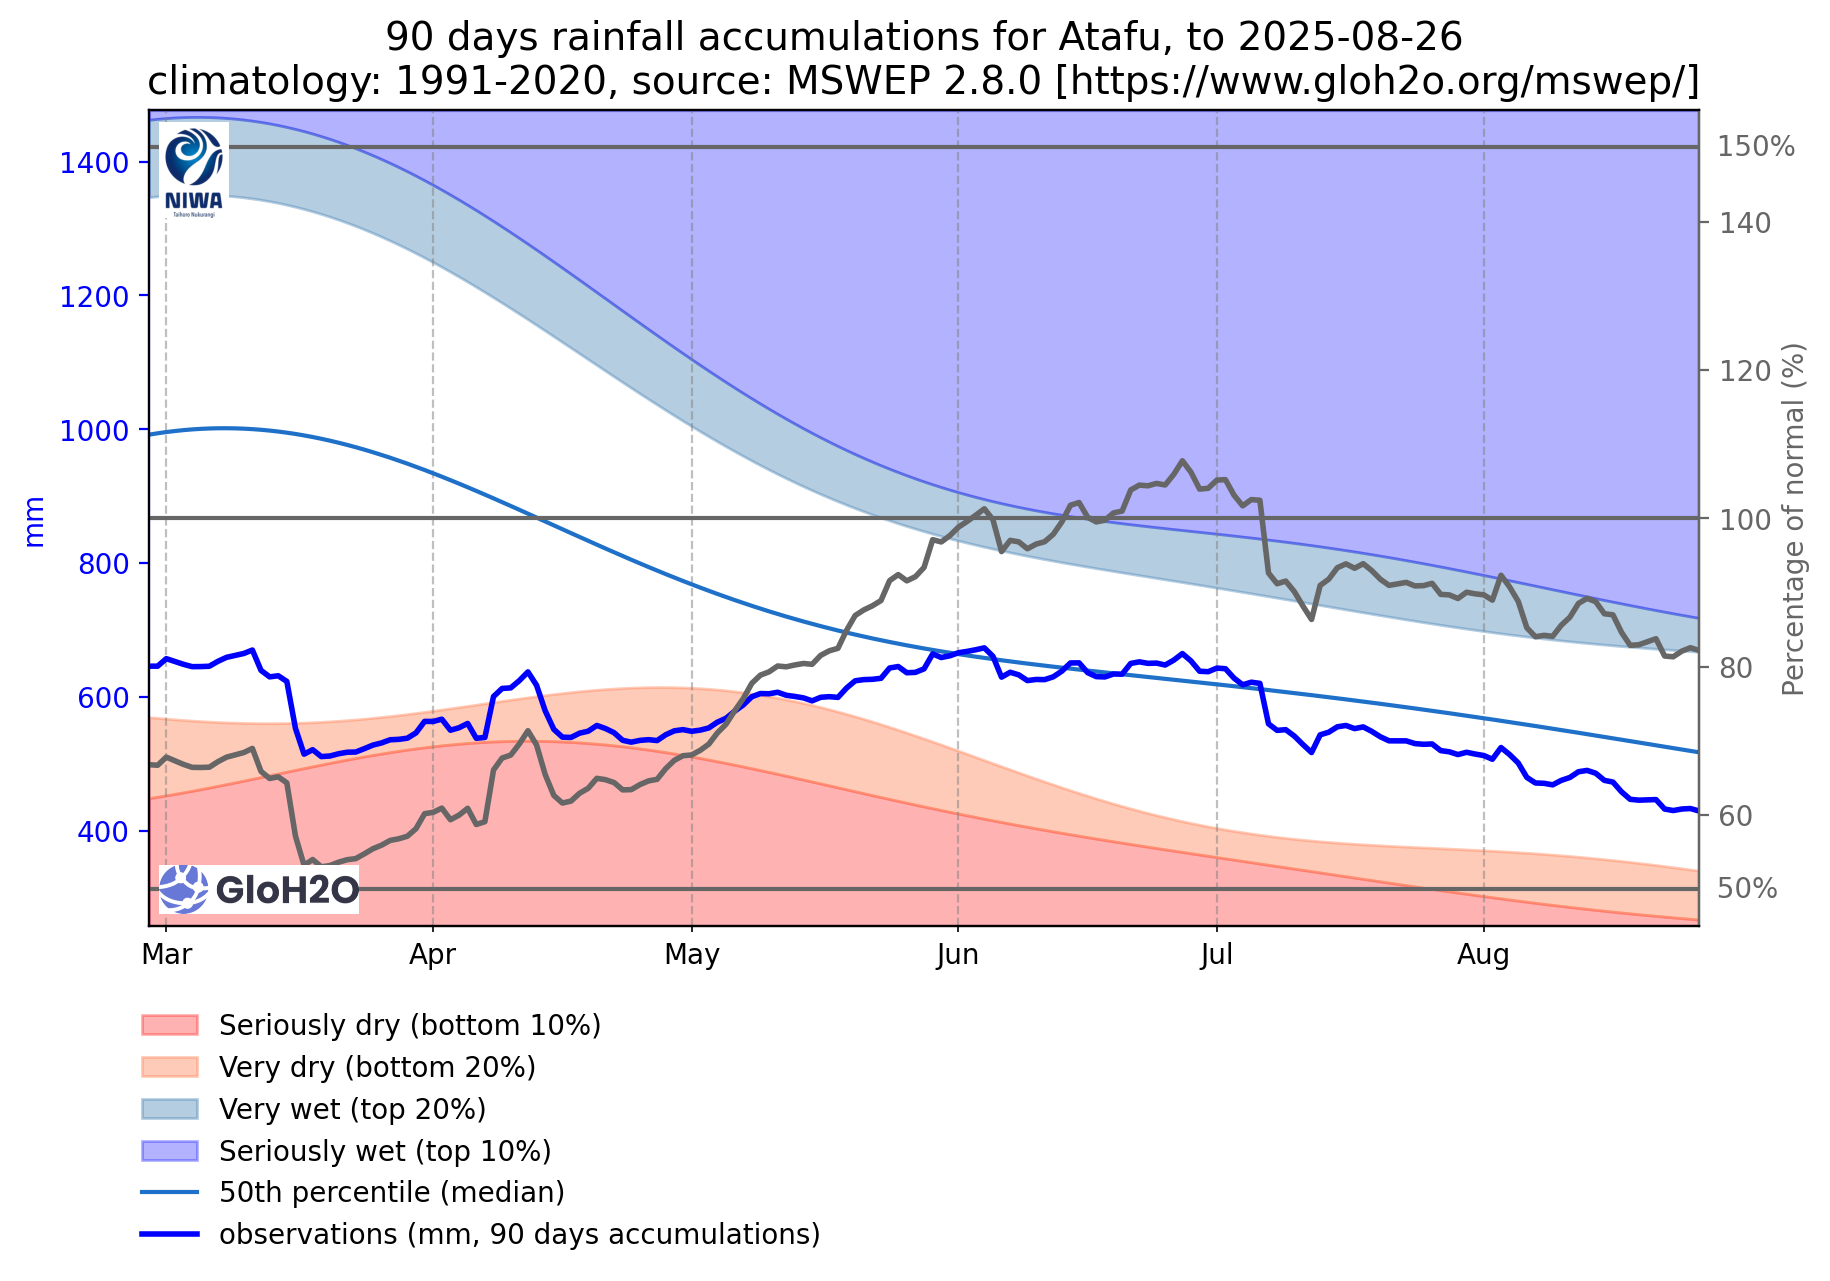 90 days rainfall accumulations for Atafu, to 2025-08-26
climatology: 1991-2020, source: MSWEP 2.8.0 [https://www.gloh2o.org/mswep/]
NIWA
Taihoro Nukurangi
1400
1200
1000
800
600
400
mm
150%
140
120
100
80
60
50%
Percentage of normal (%)
GloH2O
Mar
Apr
May
Jun
Jul
Aug
Seriously dry (bottom 10%)
Very dry (bottom 20%)
Very wet (top 20%)
Seriously wet (top 10%)
50th percentile (median)
observations (mm, 90 days accumulations)